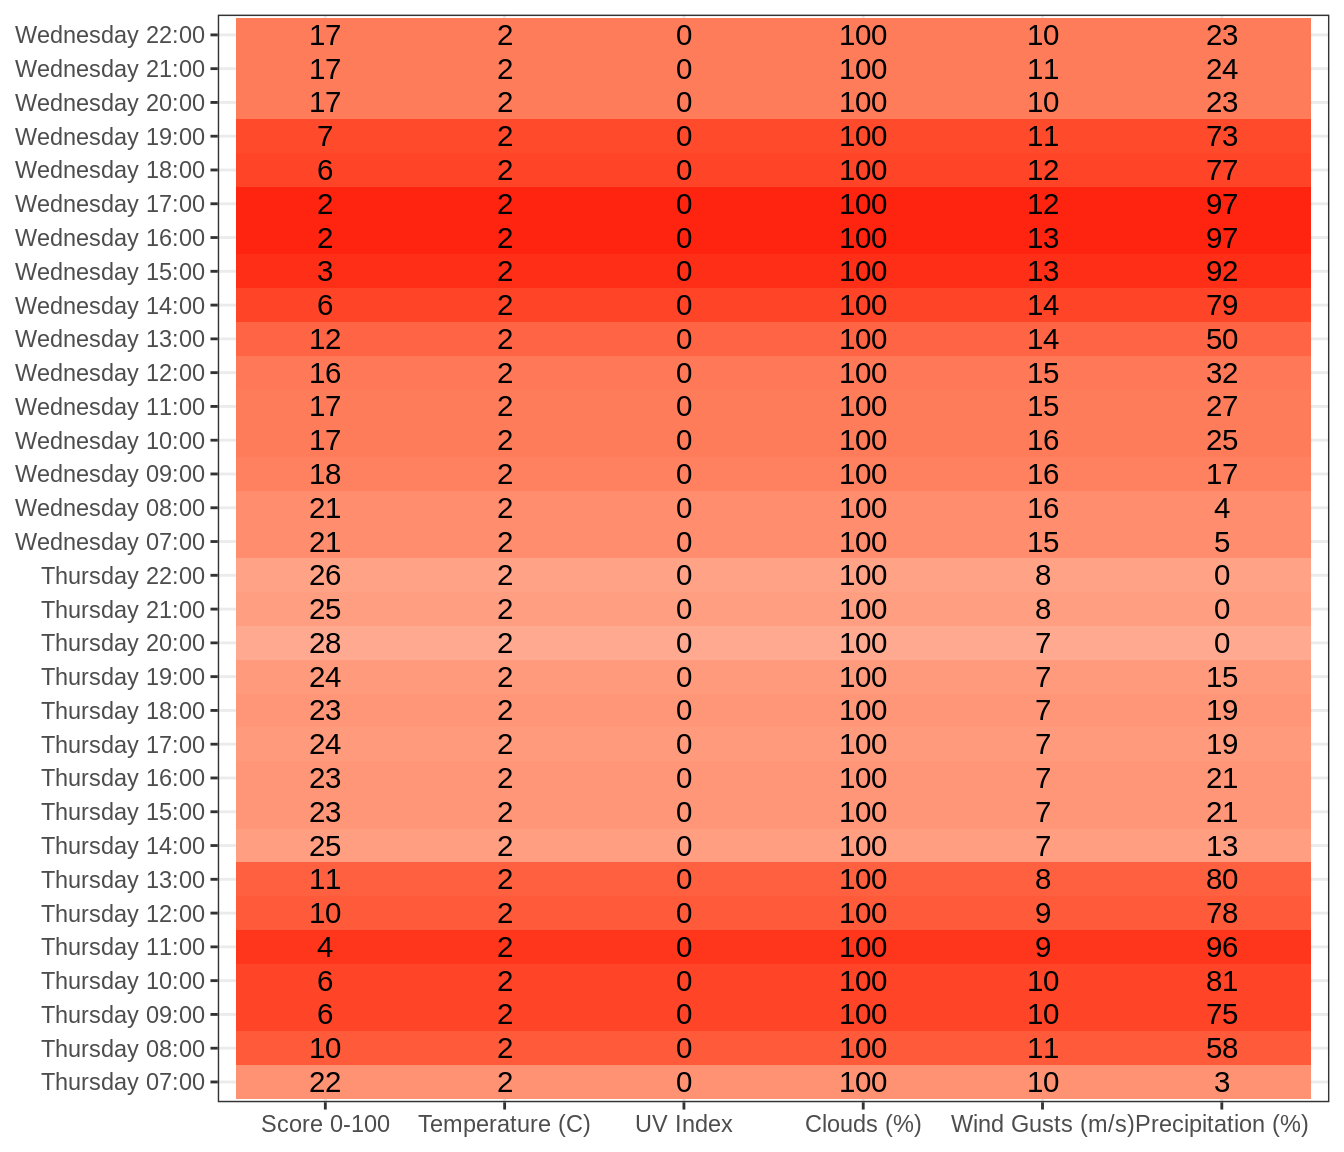 Wednesday 22:00 17 2 0 100 10 23
Wednesday 21:00 17 2 0 100 11 24
Wednesday 20:00 17 2 0 100 10 23
Wednesday 19:00 7 2 0 100 11 73
Wednesday 18:00 6 2 0 100 12 77
Wednesday 17:00 2 2 0 100 12 97
Wednesday 16:00 2 2 0 100 13 97
Wednesday 15:00 3 2 0 100 13 92
Wednesday 14:00 6 2 0 100 14 79
Wednesday 13:00 12 2 0 100 14 50
Wednesday 12:00 16 2 0 100 15 32
Wednesday 11:00 17 2 0 100 15 27
Wednesday 10:00 17 2 0 100 16 25
Wednesday 09:00 18 2 0 100 16 17
Wednesday 08:00 21 2 0 100 16 4
Wednesday 07:00 21 2 0 100 15 5
Thursday 22:00 26 2 0 100 8 0
Thursday 21:00 25 2 0 100 8 0
Thursday 20:00 28 2 0 100 7 0
Thursday 19:00 24 2 0 100 7 15
Thursday 18:00 23 2 0 100 7 19
Thursday 17:00 24 2 0 100 7 19
Thursday 16:00 23 2 0 100 7 21
Thursday 15:00 23 2 0 100 7 21
Thursday 14:00 25 2 0 100 7 13
Thursday 13:00 11 2 0 100 8 80
Thursday 12:00 10 2 0 100 9 78
Thursday 11:00 4 2 0 100 9 96
Thursday 10:00 6 2 0 100 10 81
Thursday 09:00 6 2 0 100 10 75
Thursday 08:00 10 2 0 100 11 58
Thursday 07:00 22 2 0 100 10 3
Score 0-100 Temperature (C) UV Index Clouds (%) Wind Gusts (m/s) Precipitation (%)